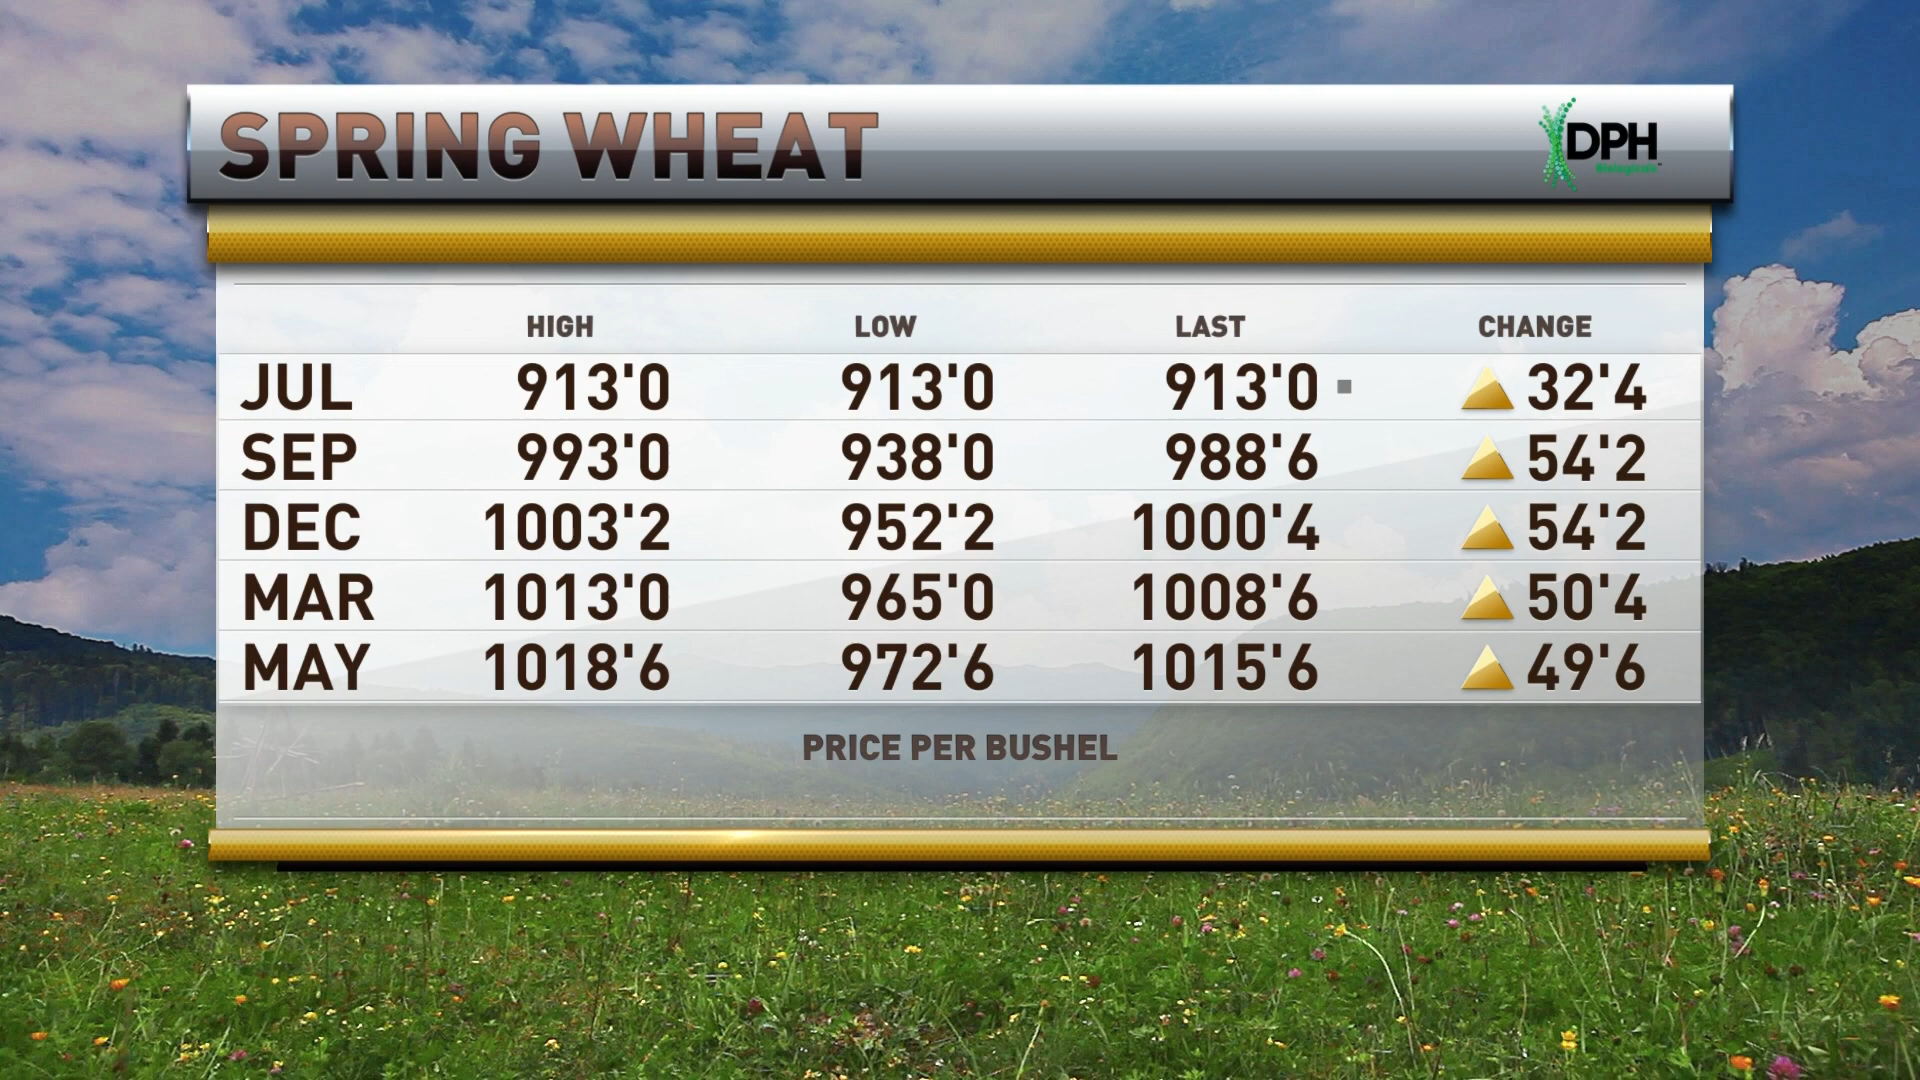 SPRING WHEAT
DPH
HIGH LOW LAST CHANGE
JUL 913'0 913'0 913'0 32'4
SEP 993'0 938'0 988'6 54'2
DEC 1003'2 952'2 1000'4 54'2
MAR 1013'0 965'0 1008'6 50'4
MAY 1018'6 972'6 1015'6 49'6
PRICE PER BUSHEL